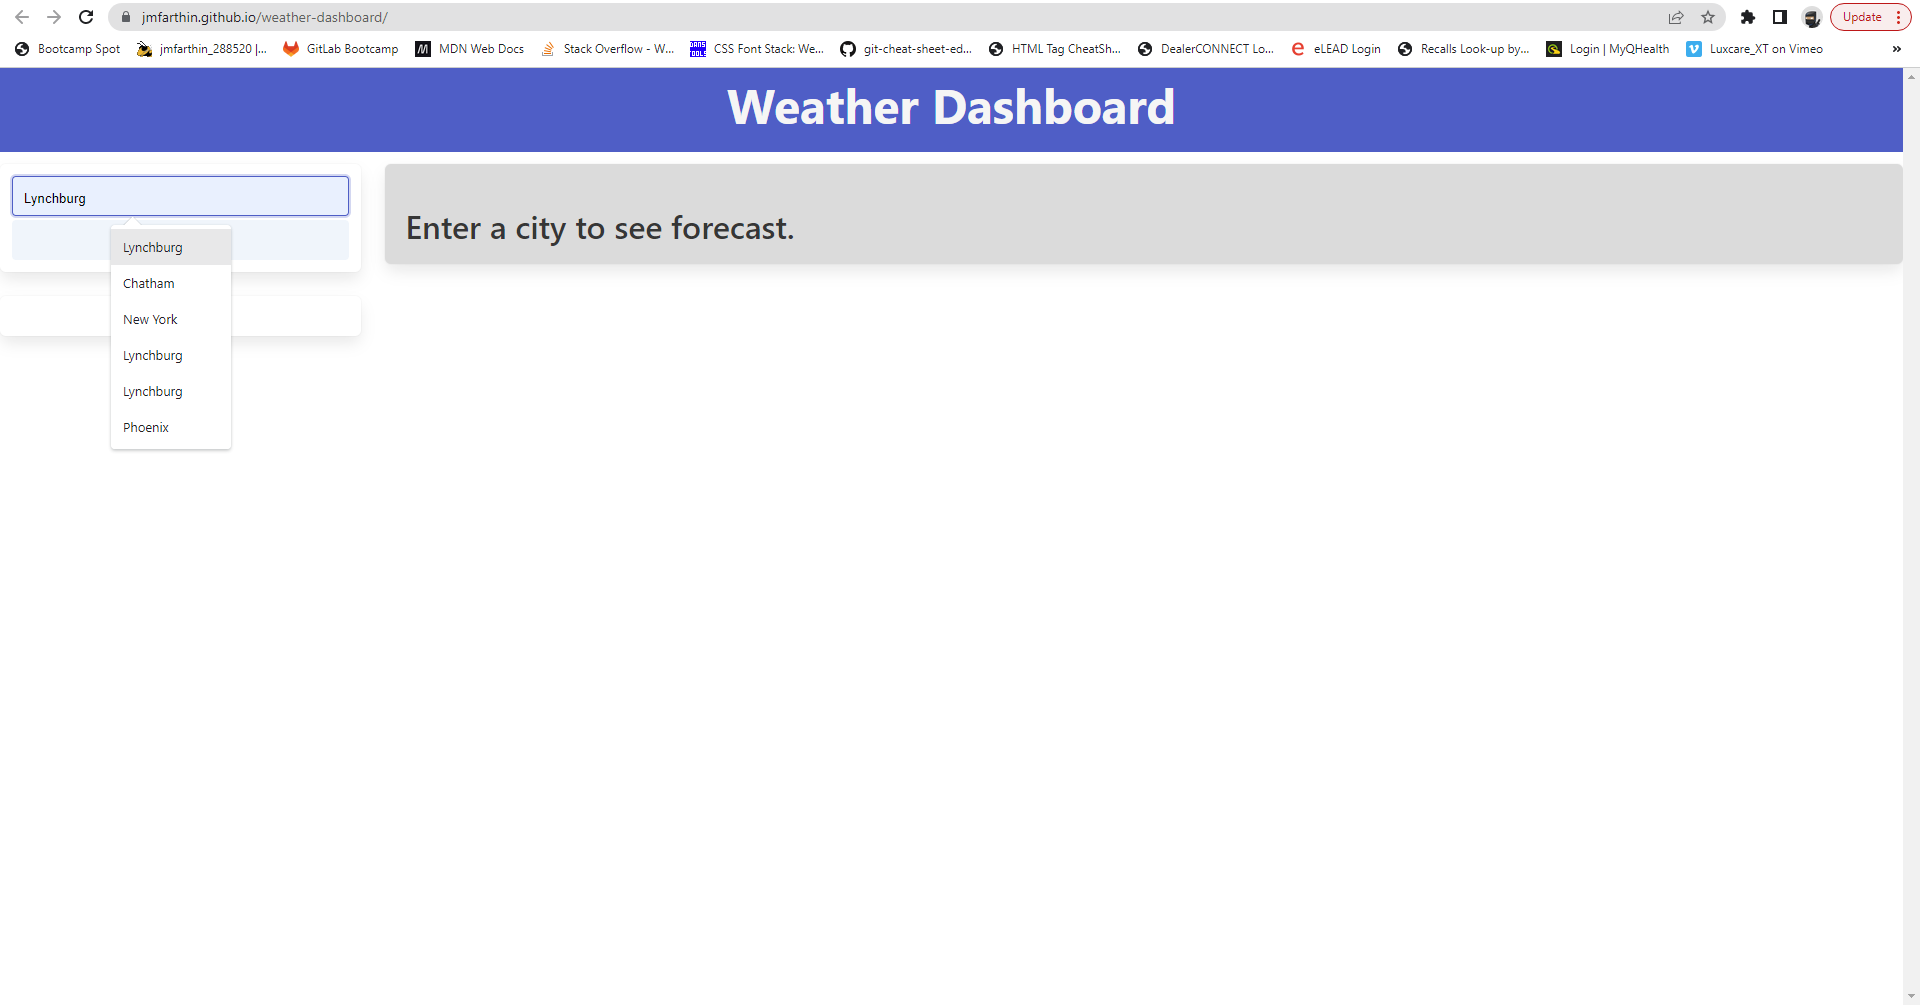 jmfarthin.github.io/weather-dashboard/ Update
Bootcamp Spot jmfarthin_288520 |... GitLab Bootcamp MDN Web Docs Stack Overflow - W... CSS Font Stack: We... git-cheat-sheet-ed... HTML Tag CheatSh... DealerCONNECT Lo... eLEAD Login Recalls Look-up by... Login | MyQHealth Luxcare_XT on Vimeo »
Weather Dashboard
Lynchburg
Enter a city to see forecast.
Lynchburg
Chatham
New York
Lynchburg
Lynchburg
Phoenix